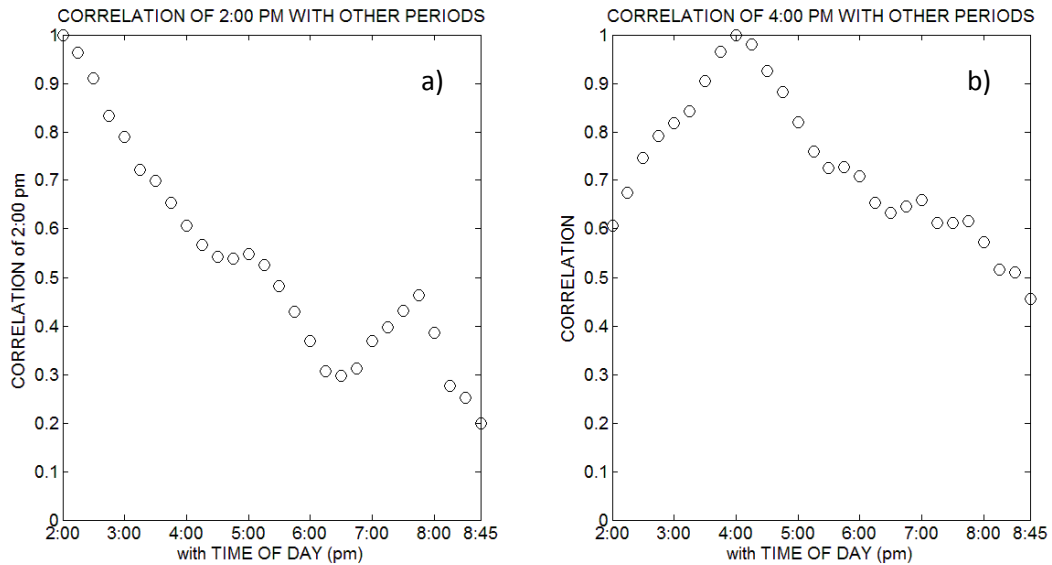 CORRELATION OF 2:00 PM WITH OTHER PERIODS
a)
CORRELATION of 2:00 pm
1
0.9
0.8
0.7
0.6
0.5
0.4
0.3
0.2
0.1
0
2:00 3:00 4:00 5:00 6:00 7:00 8:00 8:45
with TIME OF DAY (pm)
CORRELATION OF 4:00 PM WITH OTHER PERIODS
b)
CORRELATION
1
0.9
0.8
0.7
0.6
0.5
0.4
0.3
0.2
0.1
0
2:00 3:00 4:00 5:00 6:00 7:00 8:00 8:45
with TIME OF DAY (pm)